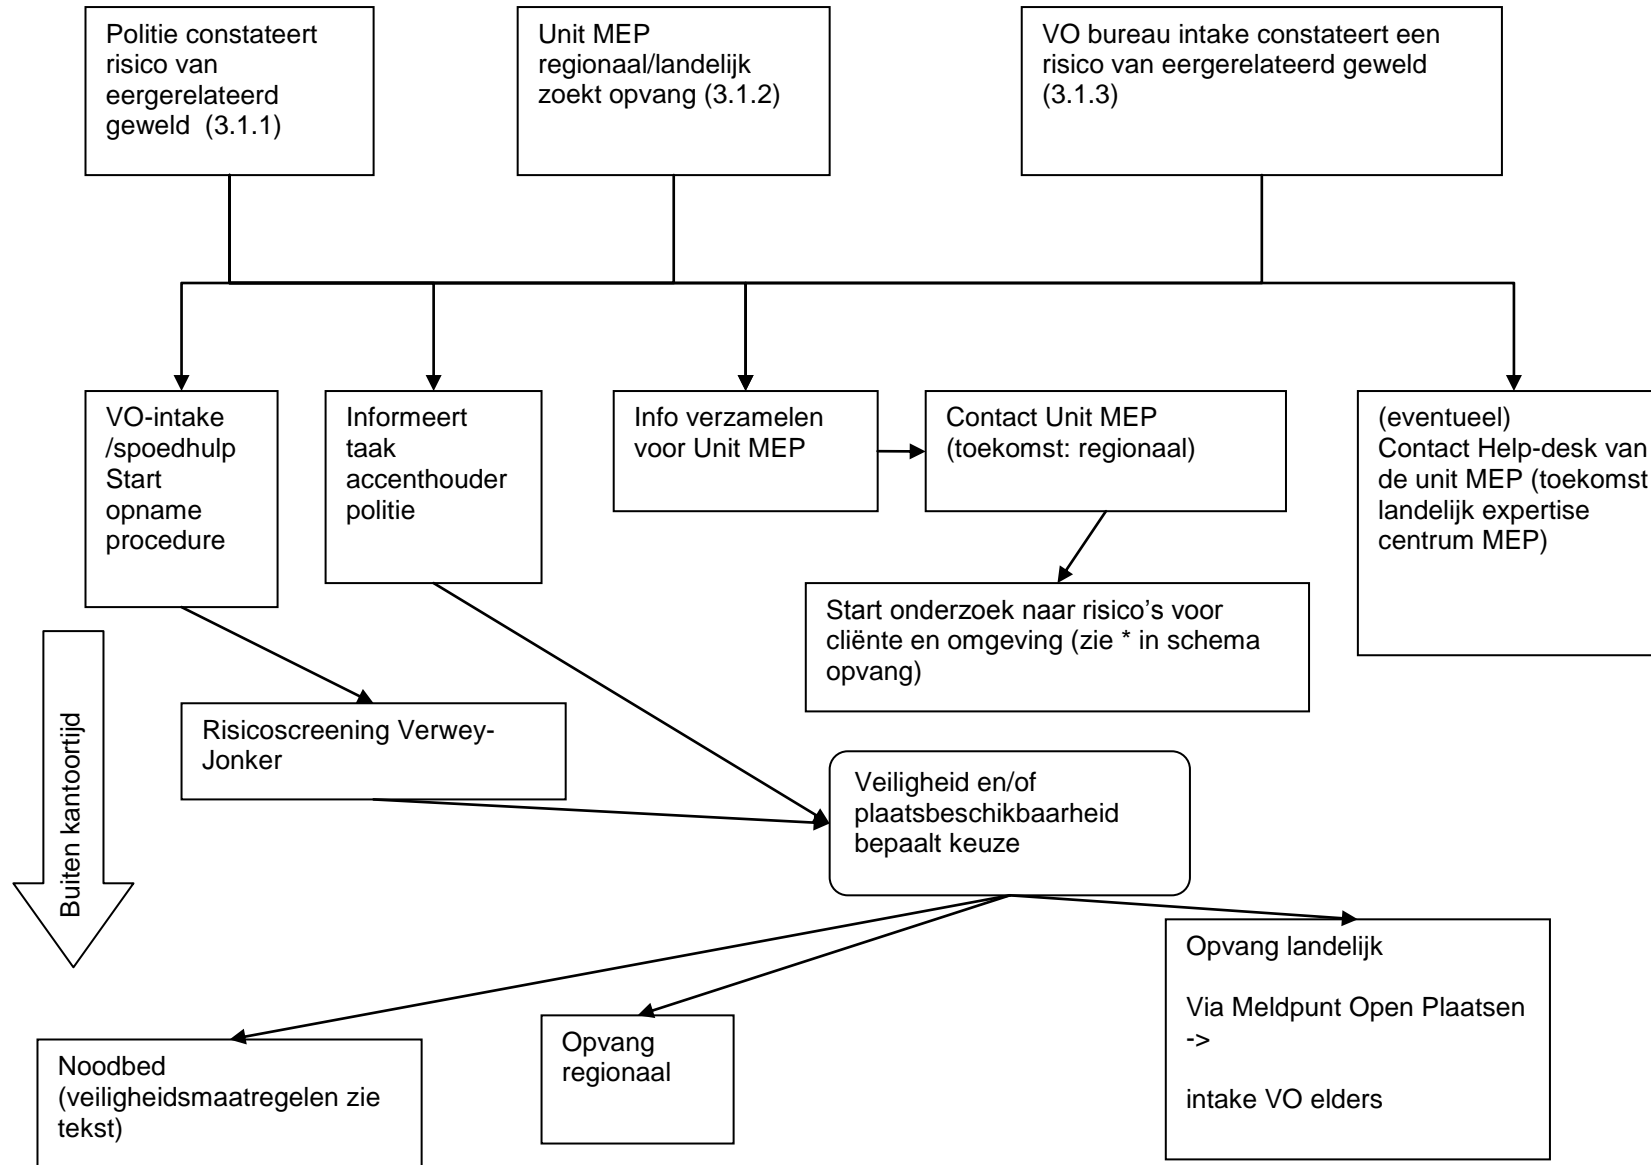 Politie constateert
risico van
eergerelateerd
geweld  (3.1.1)
Unit MEP
regionaal/landelijk
zoekt opvang (3.1.2)
VO bureau intake constateert een
risico van eergerelateerd geweld
(3.1.3)
VO-intake
/spoedhulp
Start
opname
procedure
Informeert
taak
accenthouder
politie
Info verzamelen
voor Unit MEP
Contact Unit MEP
(toekomst: regionaal)
(eventueel)
Contact Help-desk van
de unit MEP (toekomst
landelijk expertise
centrum MEP)
Start onderzoek naar risico’s voor
cliënte en omgeving (zie * in schema
opvang)
Buiten kantoortijd
Risicoscreening Verwey-
Jonker
Veiligheid en/of
plaatsbeschikbaarheid
bepaalt keuze
Noodbed
(veiligheidsmaatregelen zie
tekst)
Opvang
regionaal
Opvang landelijk
Via Meldpunt Open Plaatsen
->
intake VO elders